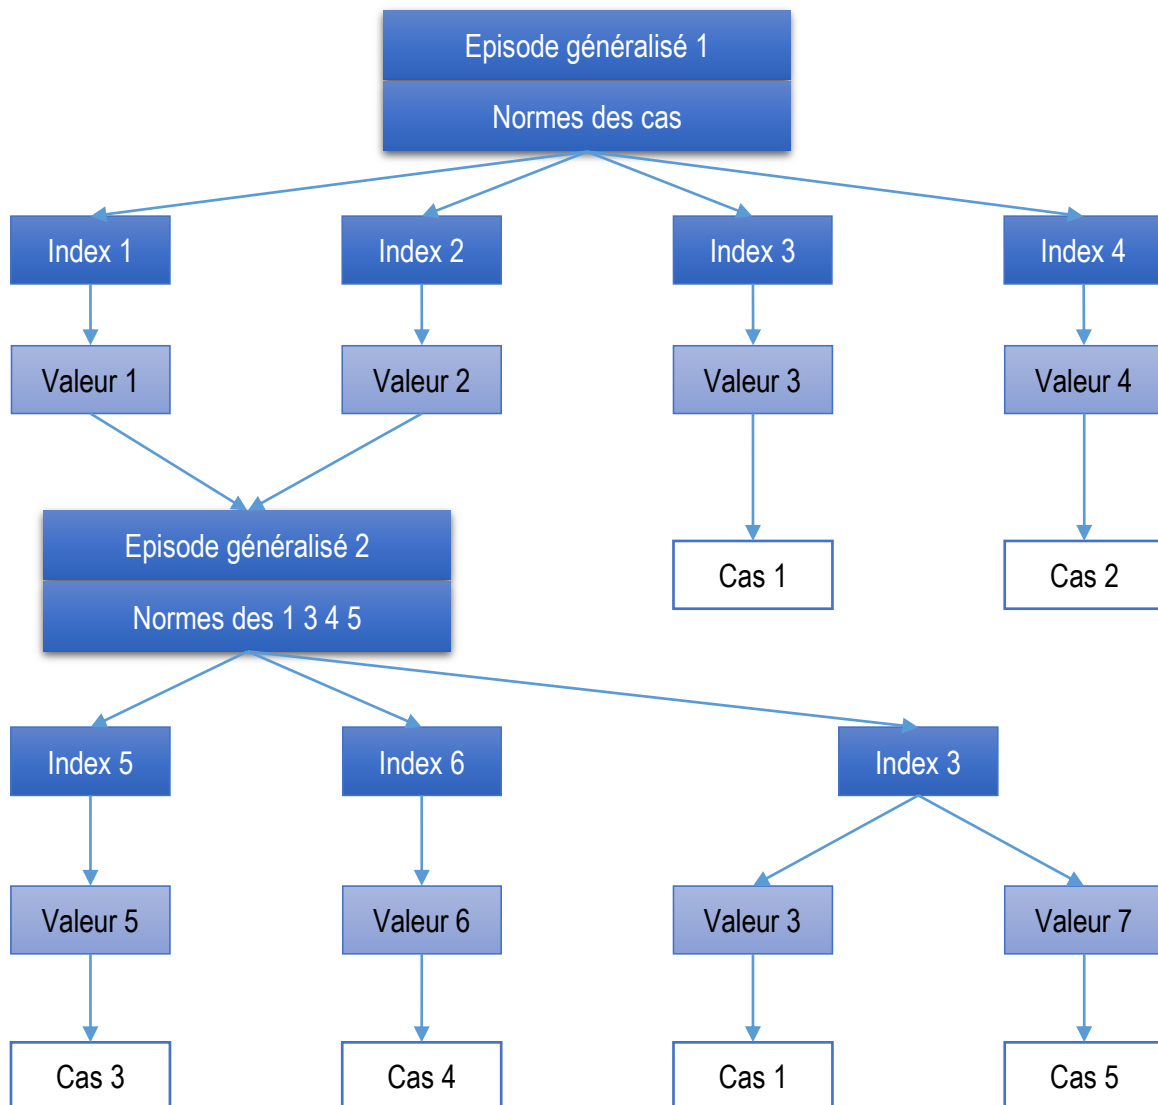 Episode généralisé 1
Normes des cas
Index 1
Index 2
Index 3
Index 4
Valeur 1
Valeur 2
Valeur 3
Valeur 4
Episode généralisé 2
Cas 1
Cas 2
Normes des 1 3 4 5
Index 5
Index 6
Index 3
Valeur 5
Valeur 6
Valeur 3
Valeur 7
Cas 3
Cas 4
Cas 1
Cas 5